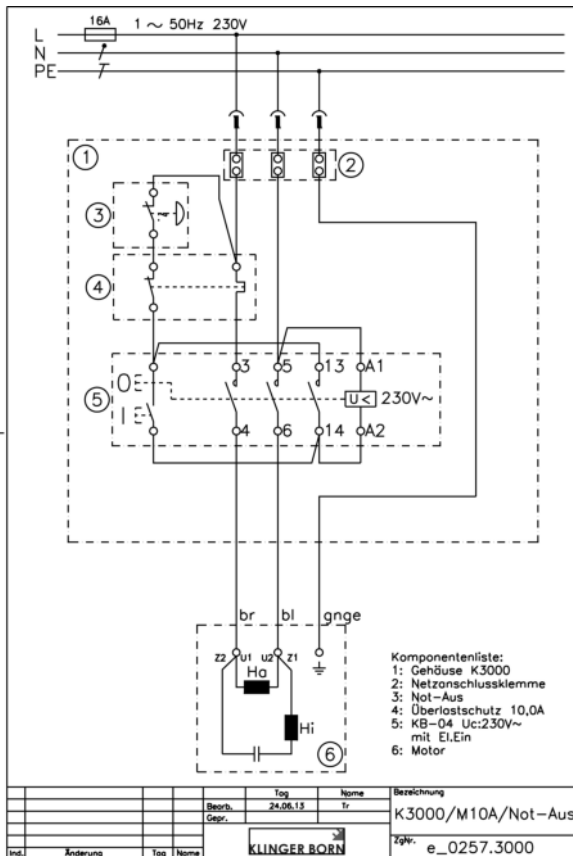 16A 1 ~ 50Hz 230V
L
N
PE
1
2
3
4
3 5 13 A1
0
5 U< 230V~
I
4 6 14 A2
br bl gnge
Z2 U1 U2 Z1
Ha
Hi
6
Komponentenliste:
1: Gehöuse K3000
2: Netzanschlussklemme
3: Not-Aus
4: Überlastschutz 10,0A
5: KB-04 Uc:230V~
mit El.Ein
6: Motor
Tag Name Bezeichnung
Bearb. 24.06.13 Tr
Gepr.
K3000/M10A/Not-Aus
KLINGER BORN
ZgNr. e_0257.3000
Ind. Änderung Tag Name